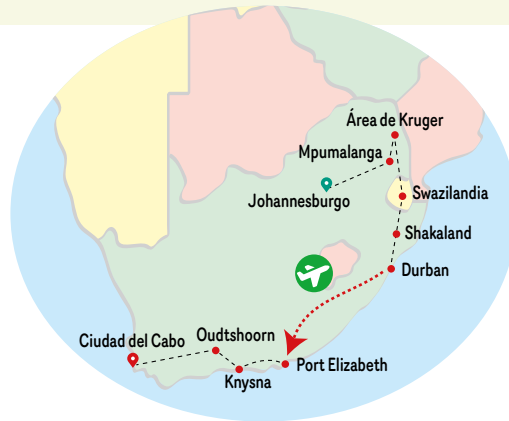 Área de Kruger
Mpumalanga
Johannesburgo
Swazilandia
Shakaland
Durban
Ciudad del Cabo
Oudtshoorn
Port Elizabeth
Knysna